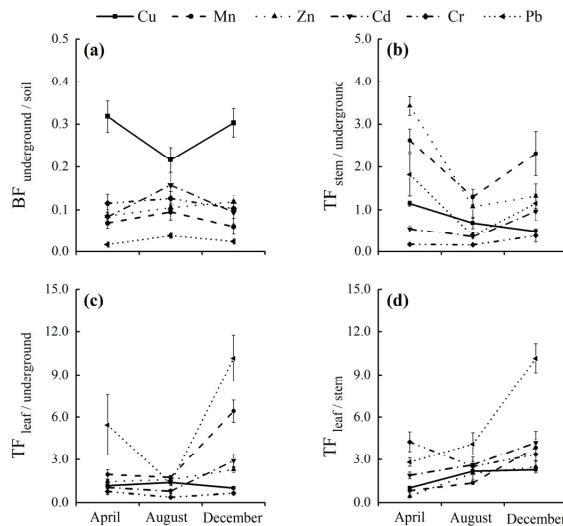 Cu Mn Zn Cd Cr Pb
(a)
BF underground / soil
0.5
0.4
0.3
0.2
0.1
0.0
(b)
TF stem / underground
5.0
4.0
3.0
2.0
1.0
0.0
(c)
TF leaf / underground
15.0
12.0
9.0
6.0
3.0
0.0
April August December
(d)
TF leaf / stem
15.0
12.0
9.0
6.0
3.0
0.0
April August December